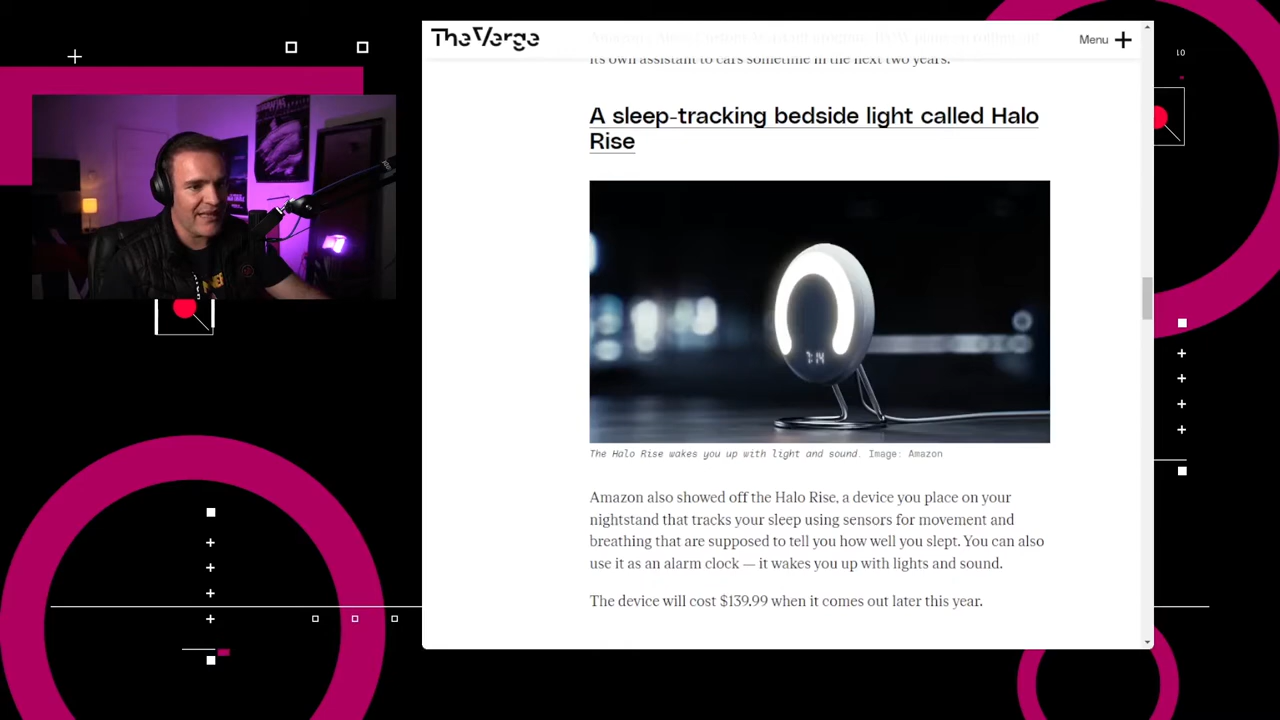 The Verge
Menu
its own assistant to cars sometime in the next two years.
A sleep-tracking bedside light called Halo
Rise
7:14
The Halo Rise wakes you up with light and sound. Image: Amazon
Amazon also showed off the Halo Rise, a device you place on your
nightstand that tracks your sleep using sensors for movement and
breathing that are supposed to tell you how well you slept. You can also
use it as an alarm clock — it wakes you up with lights and sound.
The device will cost $139.99 when it comes out later this year.
10